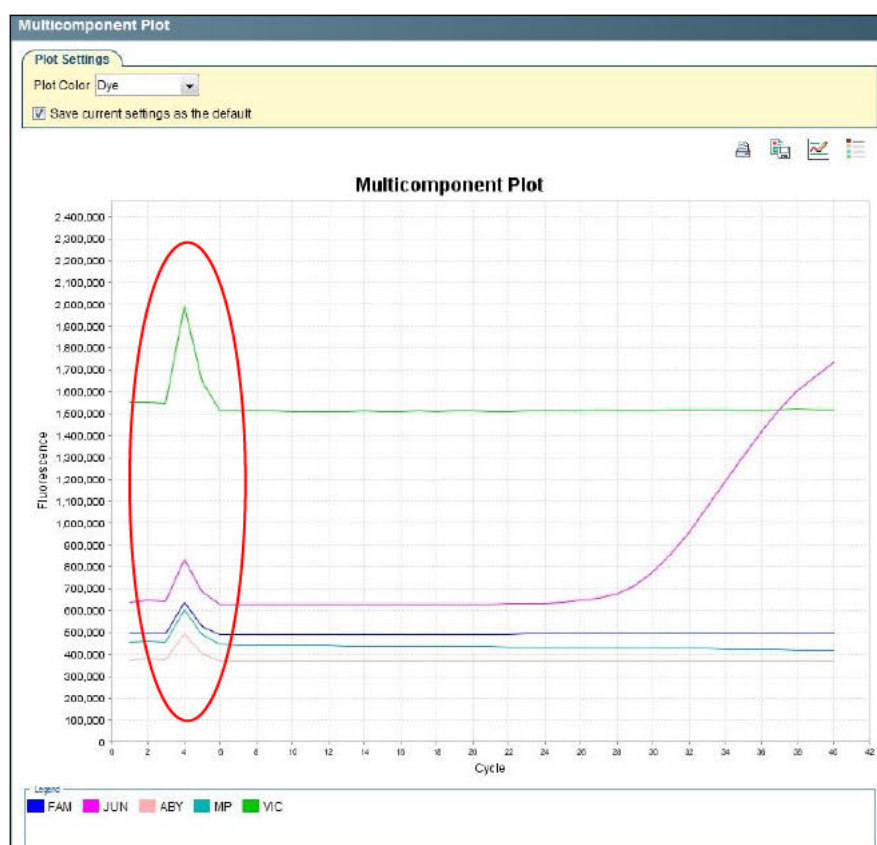 Multicomponent Plot
Plot Settings
Plot Color Dye
Save current settings as the default
Multicomponent Plot
2,400,000
2,300,000
2,200,000
2,100,000
2,000,000
1,900,000
1,800,000
1,700,000
1,600,000
1,500,000
1,400,000
1,300,000
1,200,000
1,100,000
1,000,000
900,000
800,000
700,000
600,000
500,000
400,000
300,000
200,000
100,000
0
Fluorescence
0 2 4 6 8 10 12 14 16 18 20 22 24 26 28 30 32 34 36 38 40 42
Cycle
Legend
FAM JUN ABY MP VIC